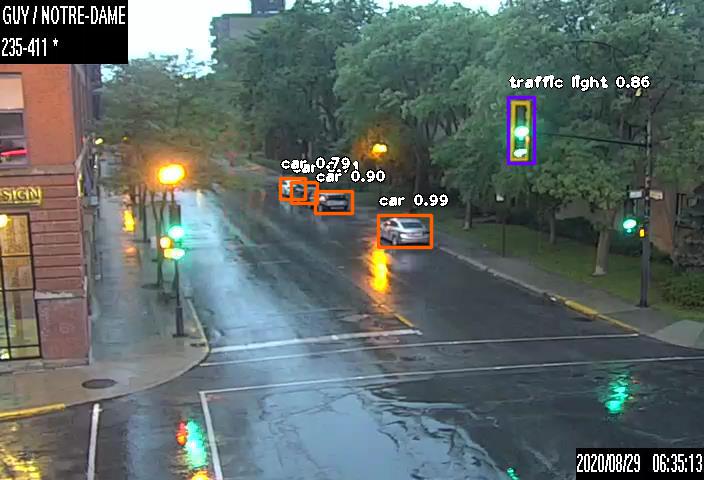 GUY / NOTRE-DAME
235-411 *
traffic light 0.86
car 0.79
car 0.90
car 0.99
SIGN
2020/08/29 06:35:13